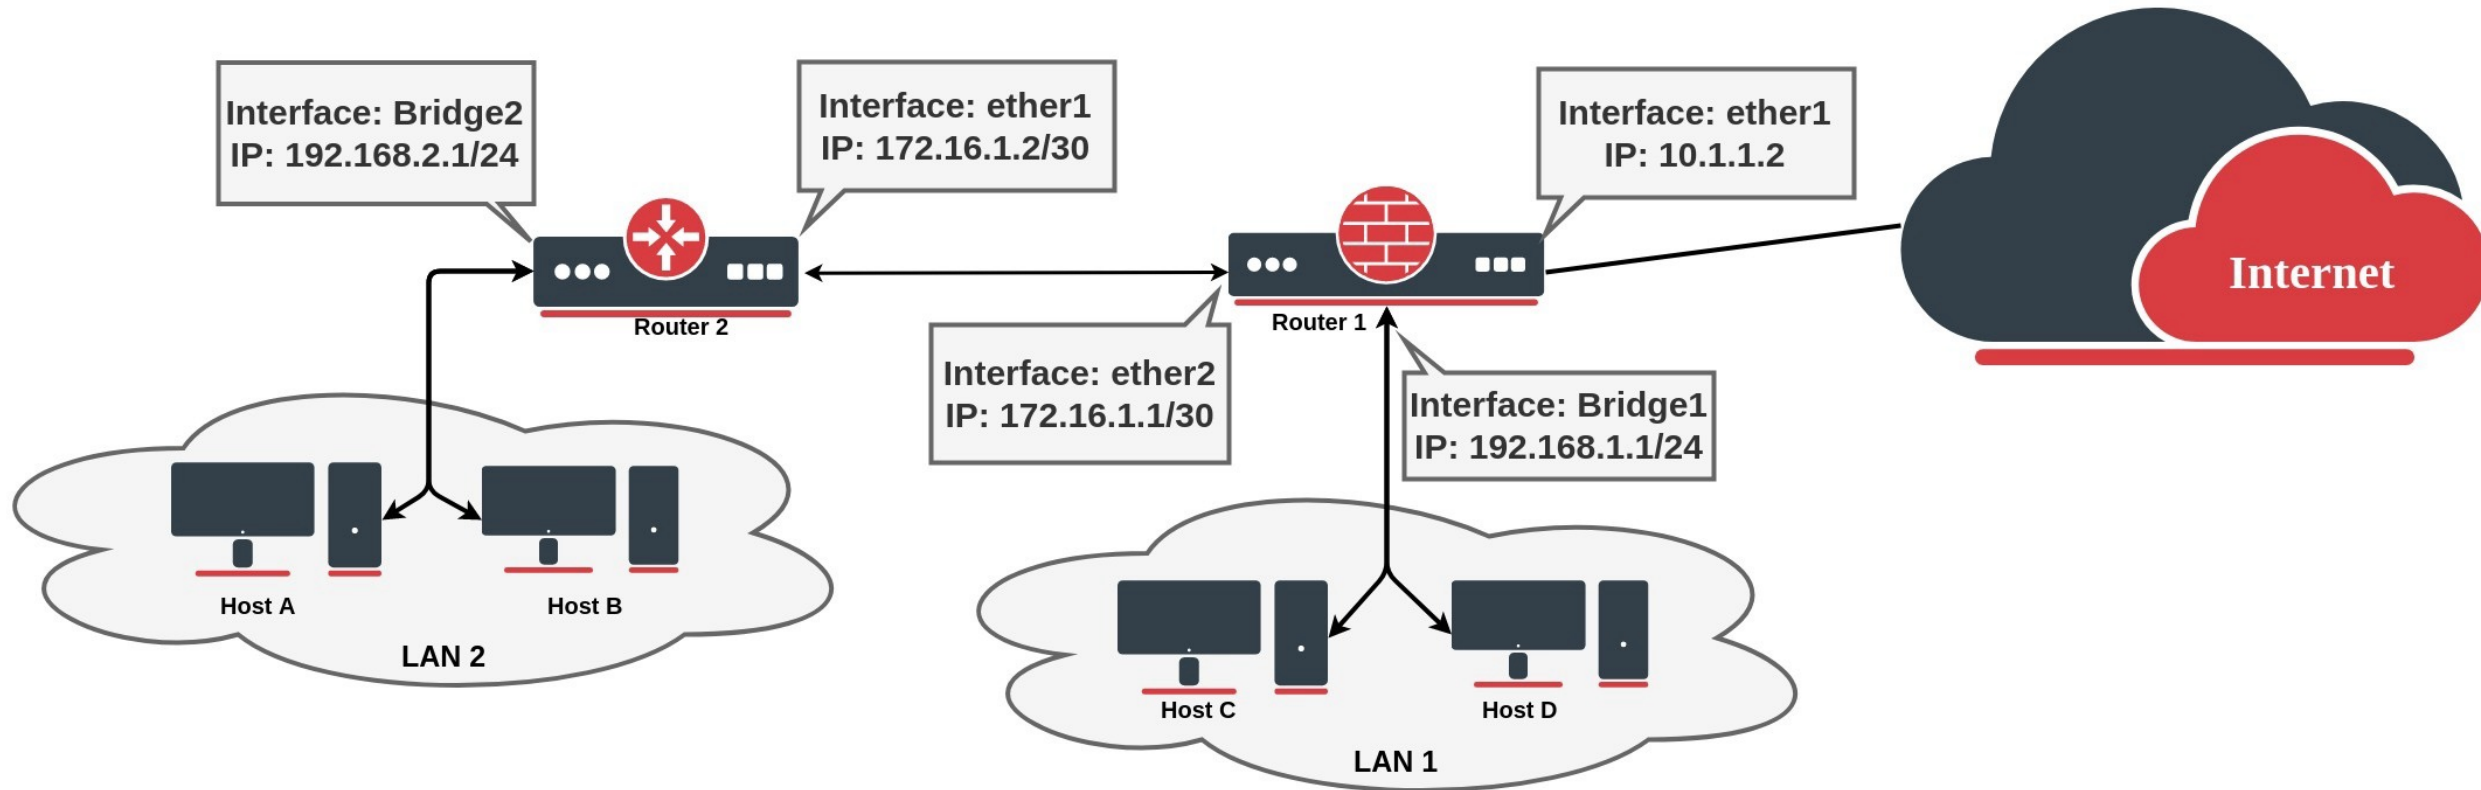 Interface: Bridge2
IP: 192.168.2.1/24
Interface: ether1
IP: 172.16.1.2/30
Interface: ether1
IP: 10.1.1.2
Internet
Router 2
Router 1
Interface: ether2
IP: 172.16.1.1/30
Interface: Bridge1
IP: 192.168.1.1/24
Host A
Host B
LAN 2
Host C
Host D
LAN 1